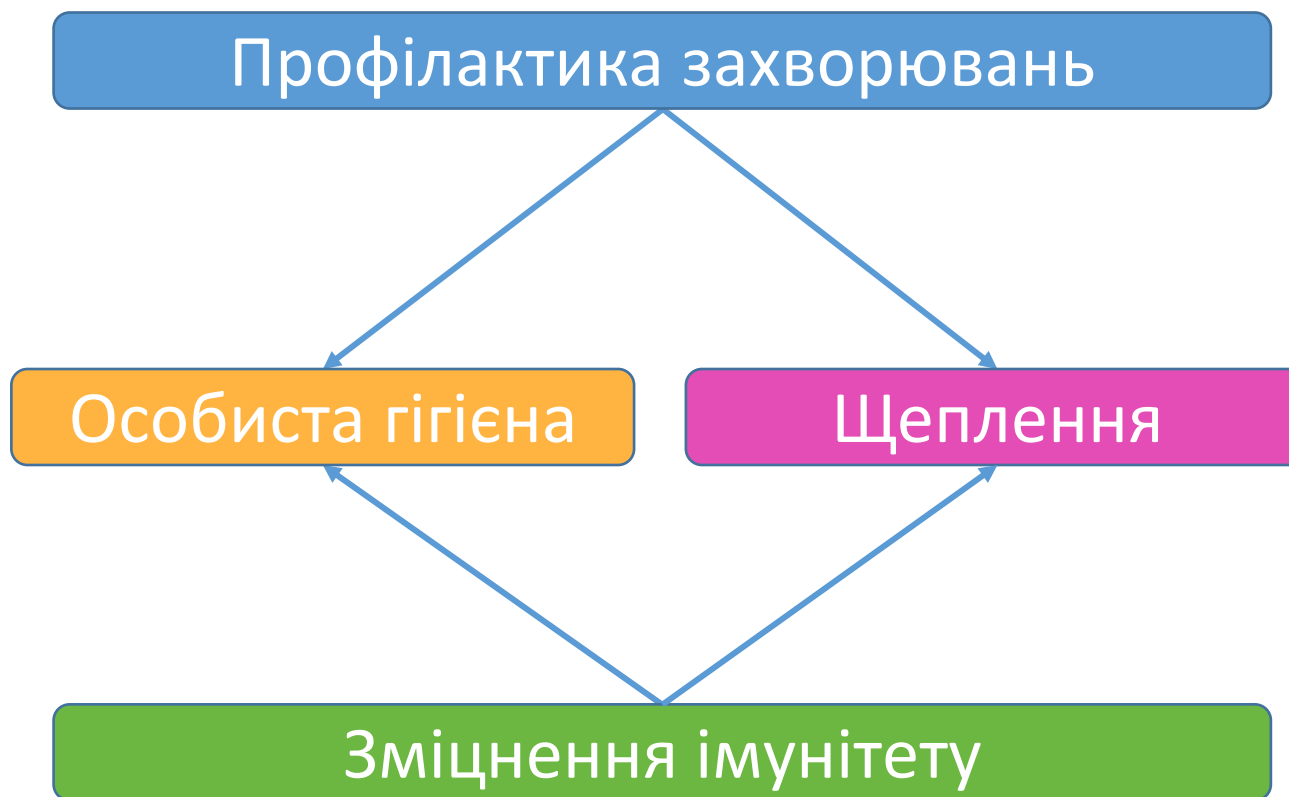 Профілактика захворювань
Особиста гігієна
Щеплення
Зміцнення імунітету